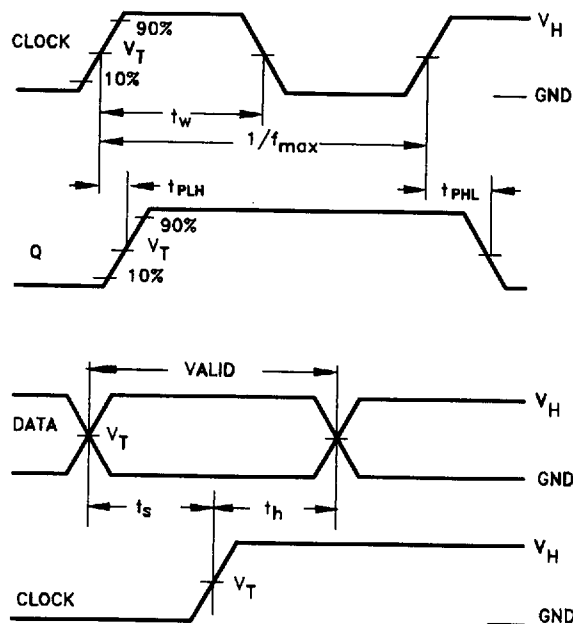 90%
V_H
CLOCK
V_T
10%
GND
t_w
1/f_max
t_PLH
t_PHL
90%
Q
V_T
10%
VALID
V_H
DATA
V_T
GND
t_s
t_h
V_H
V_T
CLOCK
GND